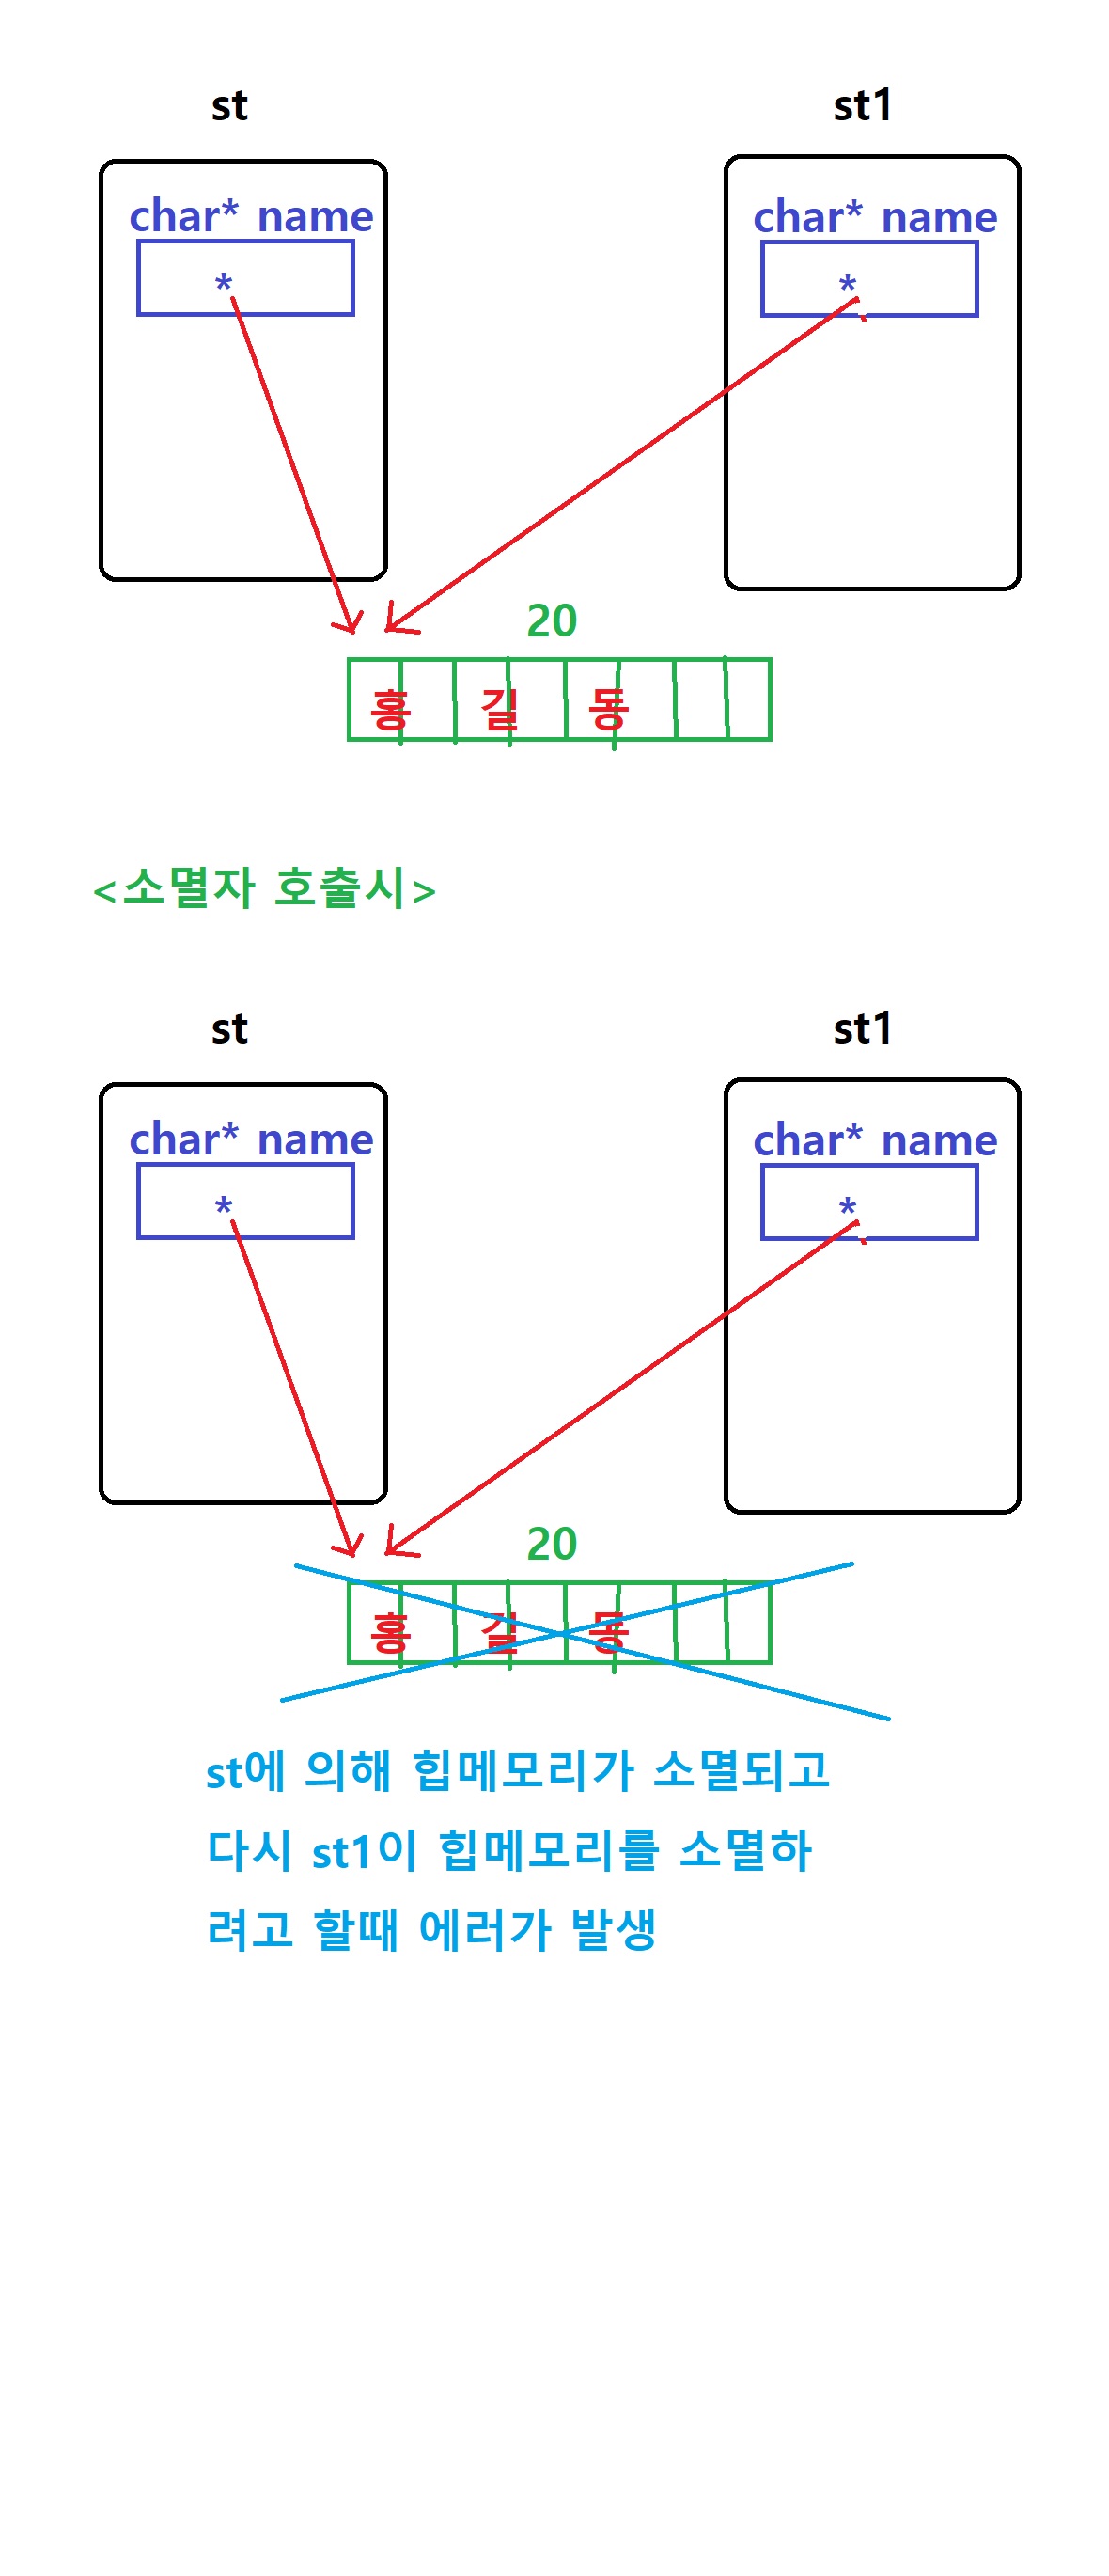 st st1
char* name char* name
* *
20
홍 길 동
<소멸자 호출시>
st st1
char* name char* name
* *
20
홍 길 동
st에 의해 힙메모리가 소멸되고
다시 st1이 힙메모리를 소멸하
려고 할때 에러가 발생